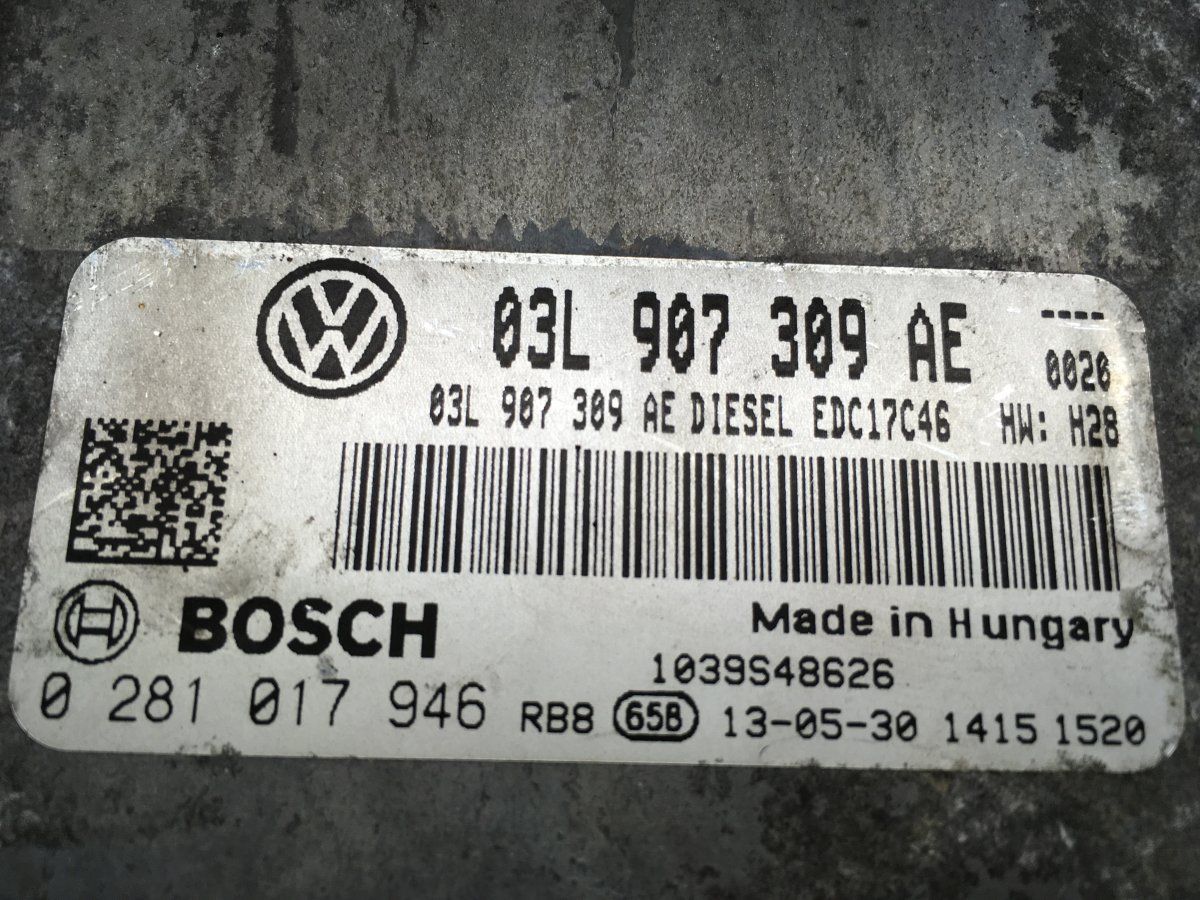 03L 907 309 AE ----
0020
03L 907 309 AE DIESEL EDC17C46 HW: H28
BOSCH Made in Hungary
1039S48626
0 281 017 946 RB8 65B 13-05-30 1415 1520